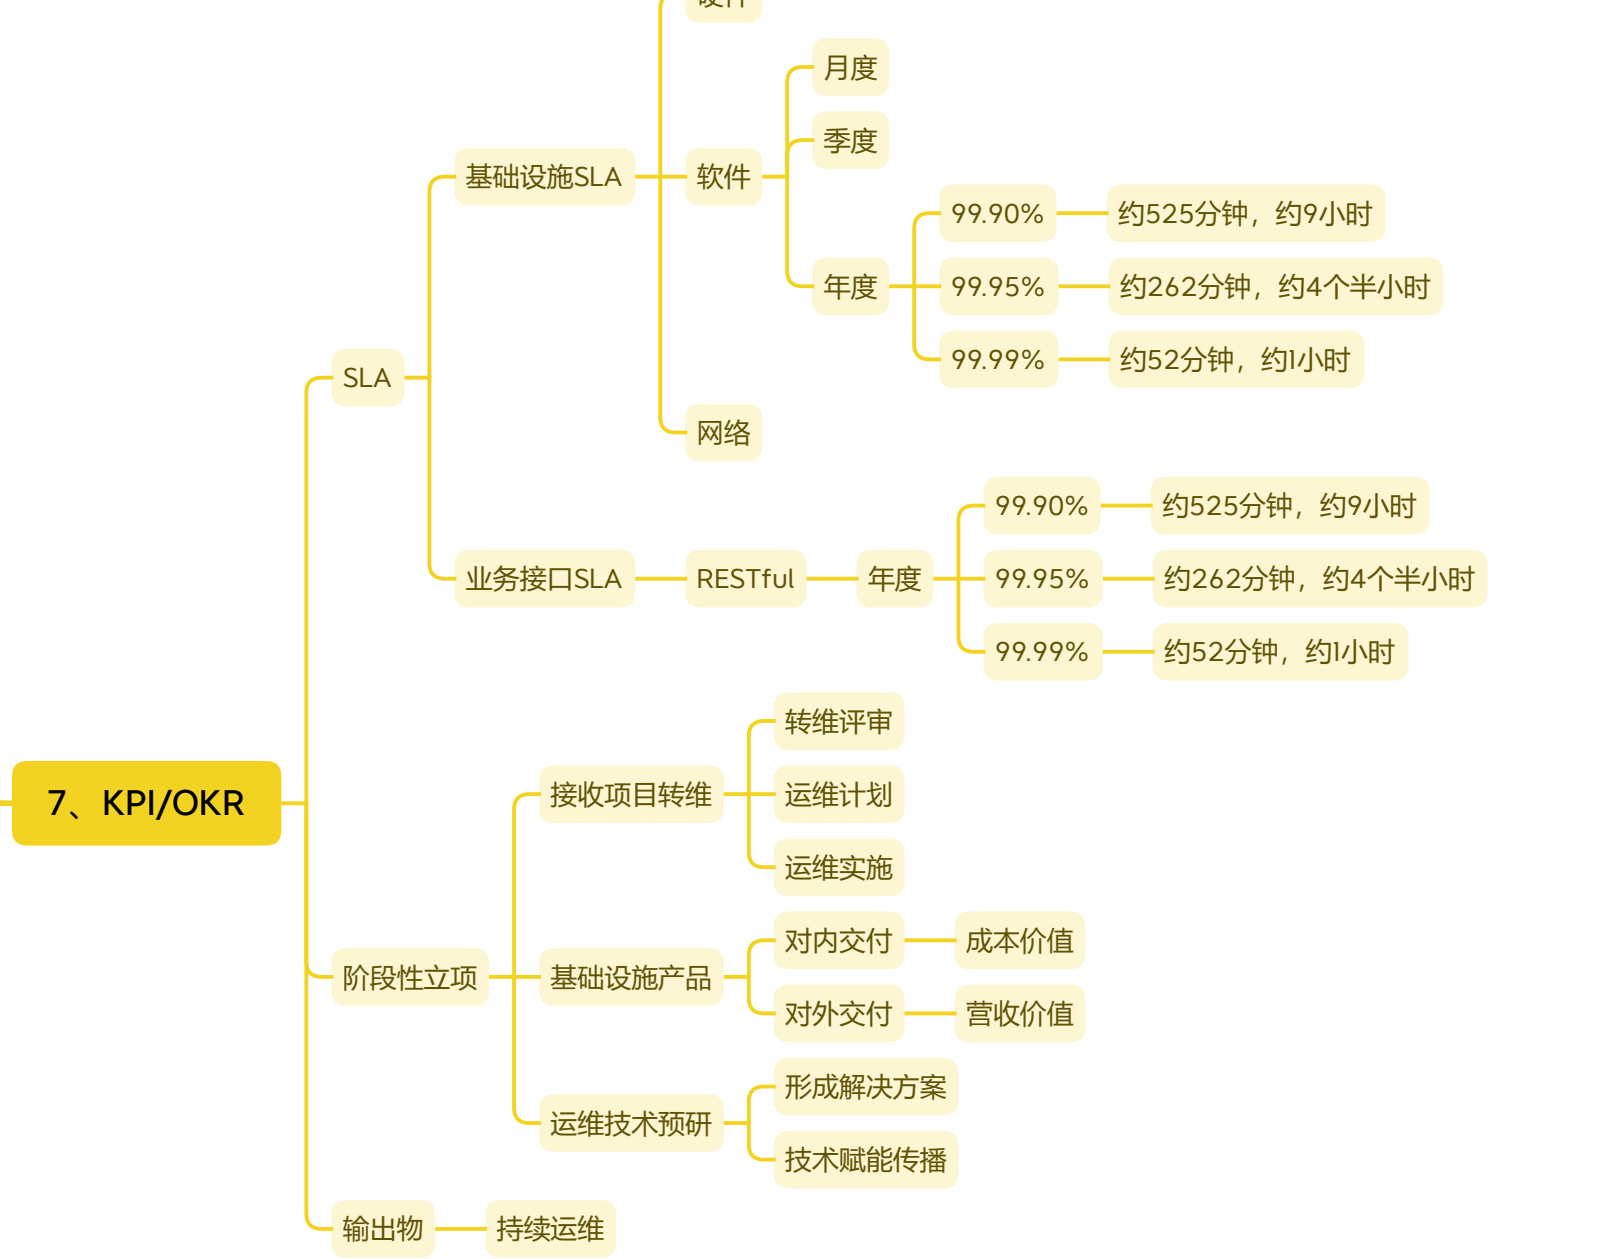 硬件
月度
季度
基础设施SLA
软件
99.90%
约525分钟，约9小时
年度
99.95%
约262分钟，约4个半小时
99.99%
约52分钟，约1小时
SLA
网络
99.90%
约525分钟，约9小时
业务接口SLA
RESTful
年度
99.95%
约262分钟，约4个半小时
99.99%
约52分钟，约1小时
转维评审
7、KPI/OKR
接收项目转维
运维计划
运维实施
对内交付
成本价值
阶段性立项
基础设施产品
对外交付
营收价值
形成解决方案
运维技术预研
技术赋能传播
输出物
持续运维